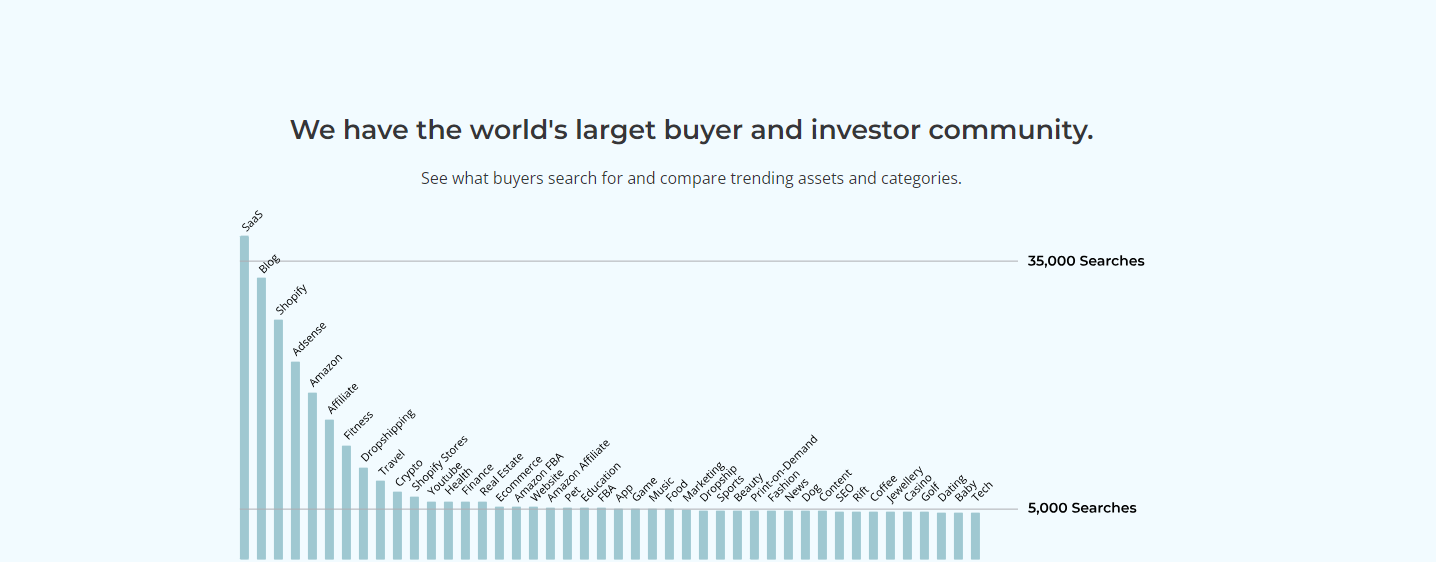 We have the world's larget buyer and investor community.
See what buyers search for and compare trending assets and categories.
SaaS
Blog
35,000 Searches
Shopify
Adsense
Amazon
Affiliate
Fitness
Dropshipping
Travel
Crypto
Shopify Stores
Youtube
Health
Finance
Real Estate
Ecommerce
Amazon FBA
Website
Amazon Affiliate
Pet
Education
FBA
App
Game
Music
Food
Marketing
Dropship
Sports
Beauty
Print-on-Demand
Fashion
News
Dog
Content
SEO
Rift
Coffee
Jewellery
Casino
Golf
Dating
Baby
Tech
5,000 Searches